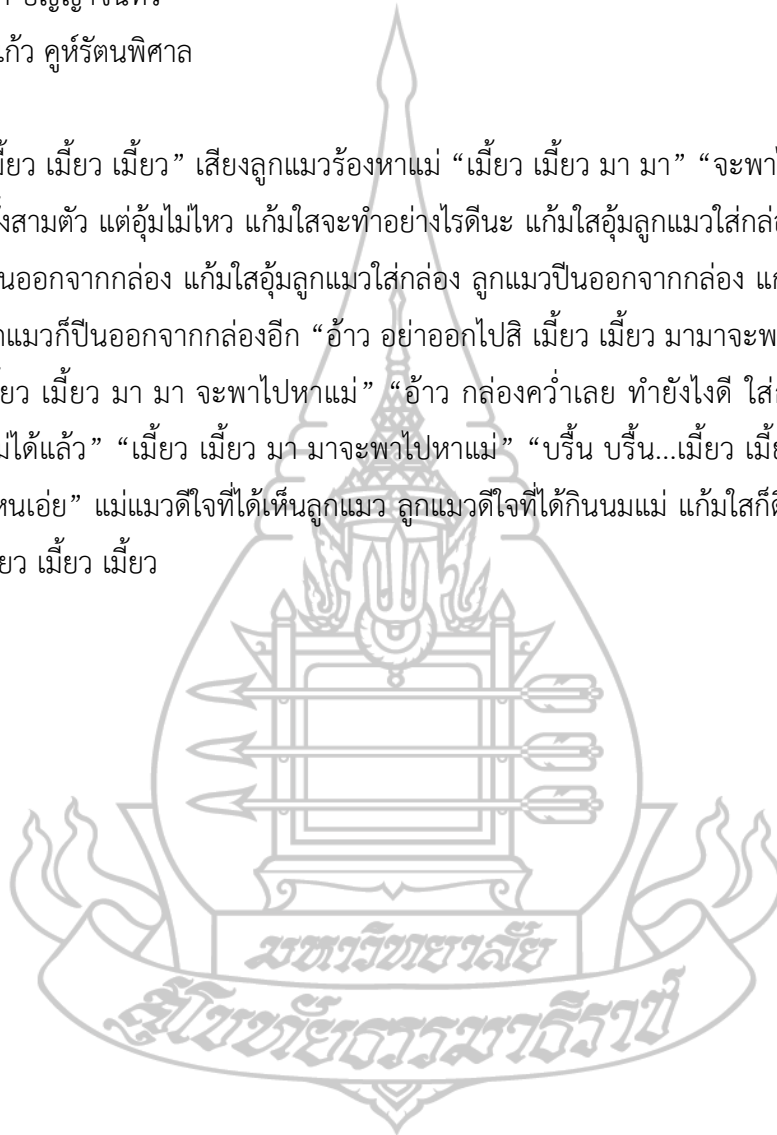 ปัญญาจันทร์
แก้ว คูห์รัตนพิศาล
เมี้ยว เมี้ยว เมี้ยว” เสียงลูกแมวร้องหาแม่ “เมี้ยว เมี้ยว มา มา” “จะพา
ทั้งสามตัว แต่อุ้มไม่ไหว แก้มใสจะทำอย่างไรดีนะ แก้มใสอุ้มลูกแมวใส่กล่อง
ปีนออกจากกล่อง แก้มใสอุ้มลูกแมวใส่กล่อง ลูกแมวปีนออกจากกล่อง
ลูกแมวก็ปีนออกจากกล่องอีก “อ้าว อย่าออกไปสิ เมี้ยว เมี้ยว มามาจะพา
เมี้ยว เมี้ยว มา มา จะพาไปหาแม่” “อ้าว กล่องคว่ำเลย ทำยังไงดี ใส่
ไม่ได้แล้ว” “เมี้ยว เมี้ยว มา มาจะพาไปหาแม่” “บรื้น บรื้น...เมี้ยว
ไหนเอ่ย” แม่แมวดีใจที่ได้เห็นลูกแมว ลูกแมวดีใจที่ได้กินนมแม่ แก้มใสก็
เมี้ยว เมี้ยว เมี้ยว
มหาวิทยาลัย
สุโขทัยธรรมาธิราช